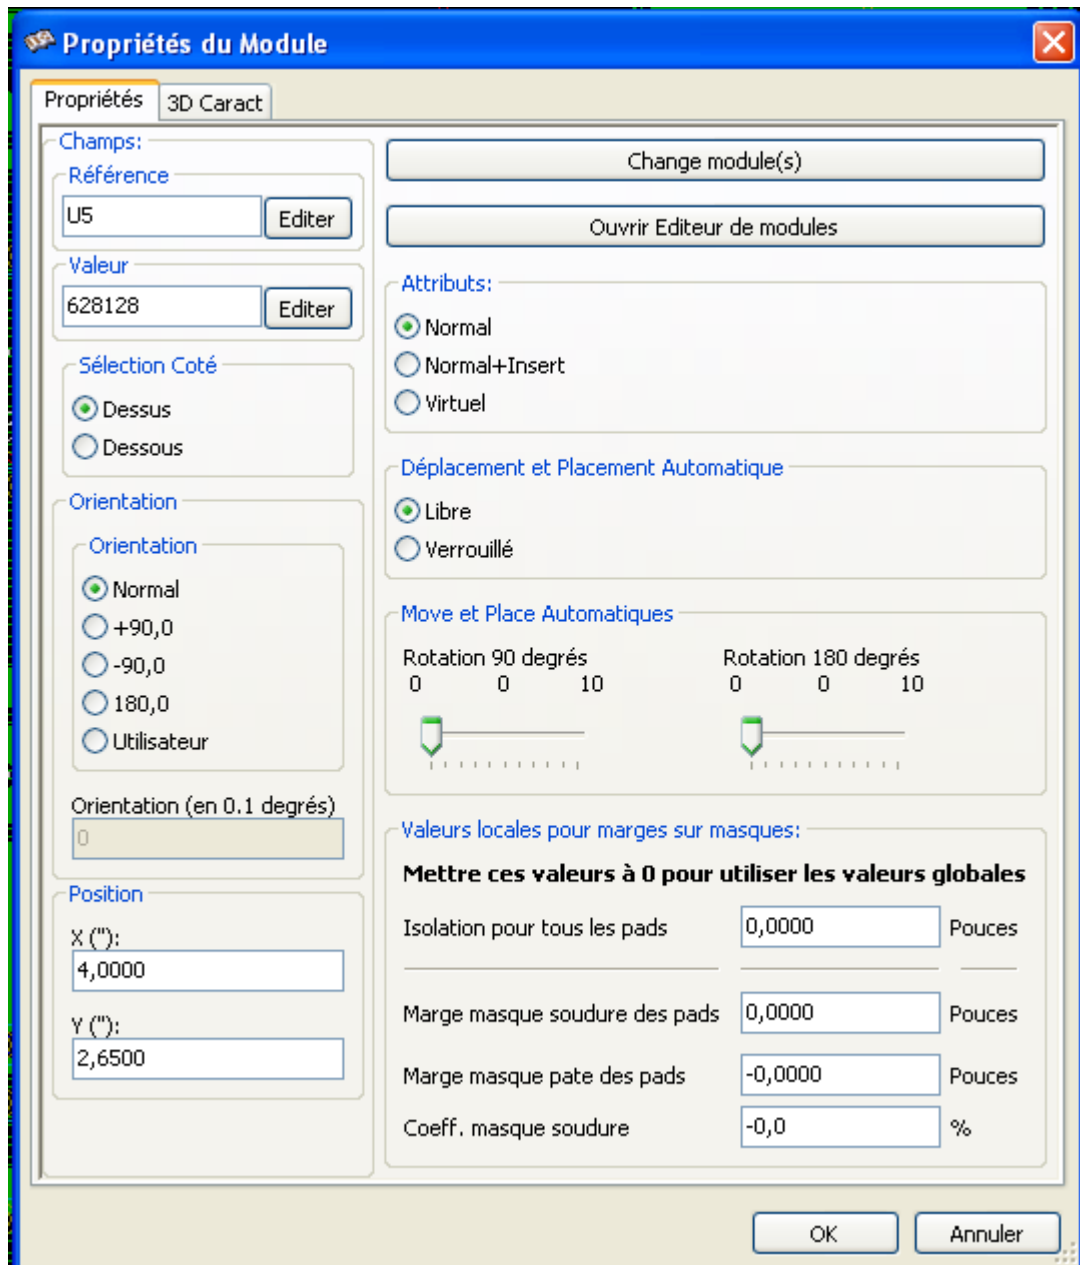 Propriétés du Module
Propriétés
3D Caract
Champs:
Référence
U5
Editer
Valeur
628128
Editer
Sélection Coté
Dessus
Dessous
Orientation
Orientation
Normal
+90,0
-90,0
180,0
Utilisateur
Orientation (en 0.1 degrés)
0
Position
X ("):
4,0000
Y ("):
2,6500
Change module(s)
Ouvrir Editeur de modules
Attributs:
Normal
Normal+Insert
Virtuel
Déplacement et Placement Automatique
Libre
Verrouillé
Move et Place Automatiques
Rotation 90 degrés
0 0 10
Rotation 180 degrés
0 0 10
Valeurs locales pour marges sur masques:
Mettre ces valeurs à 0 pour utiliser les valeurs globales
Isolation pour tous les pads 0,0000 Pouces
Marge masque soudure des pads 0,0000 Pouces
Marge masque pate des pads -0,0000 Pouces
Coeff. masque soudure -0,0 %
OK
Annuler